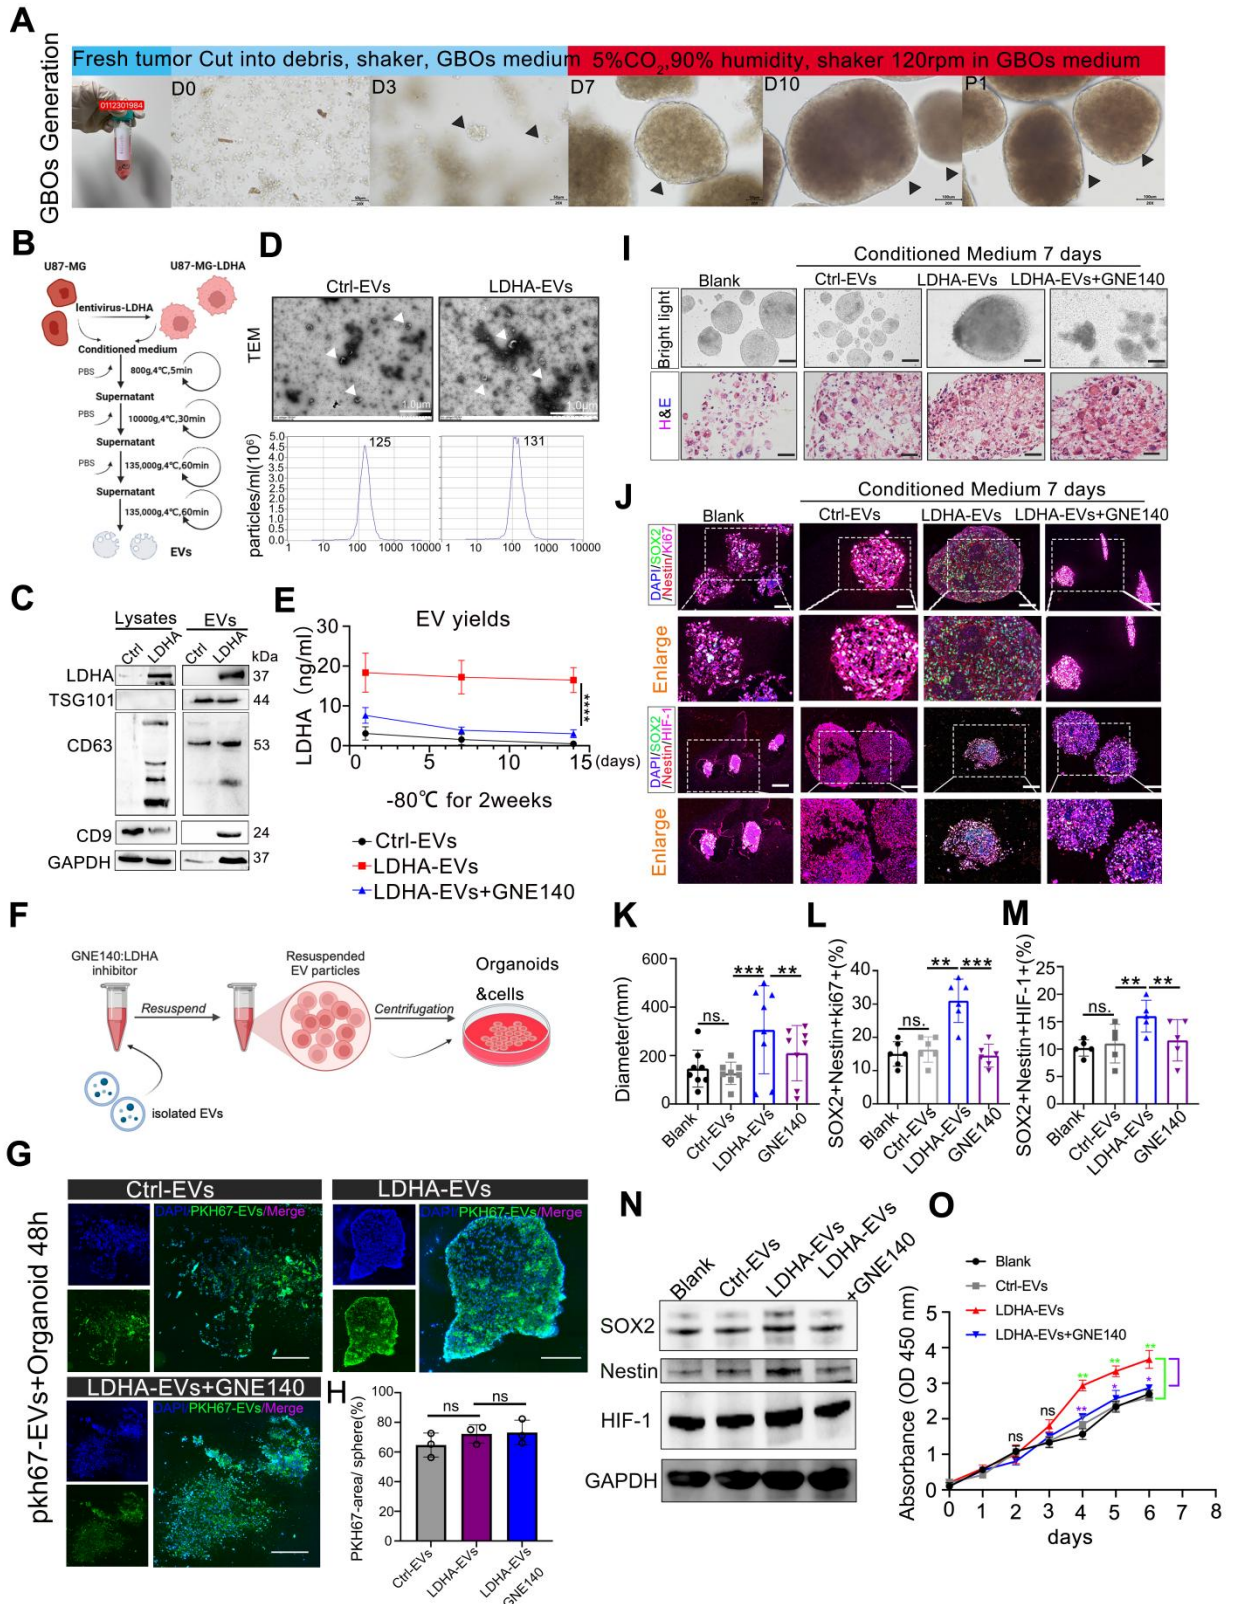 A
GBOs Generation
Fresh tumor Cut into debris, shaker, GBOs medium
5%CO2,90% humidity, shaker 120rpm in GBOs medium
0112301984
D0
D3
D7
D10
P1
B
U87-MG
U87-MG-LDHA
lentivirus-LDHA
Conditioned medium
PBS
800g,4℃,5min
Supernatant
PBS
10000g,4℃,30min
Supernatant
PBS
135,000g,4℃,60min
Supernatant
135,000g,4℃,60min
EVs
C
Lysates
EVs
Ctrl
LDHA
Ctrl
LDHA
kDa
LDHA
37
TSG101
44
CD63
53
CD9
24
GAPDH
37
D
Ctrl-EVs
LDHA-EVs
TEM
1.0μm
1.0μm
particles/ml(10⁶)
5.0
4.5
4.0
3.5
3.0
2.5
2.0
1.5
1.0
0.5
0.0
125
131
1 10 100 1000 10000
1 10 100 1000 10000
E
EV yields
LDHA (ng/ml)
30
20
10
0
****
0 5 10 15 (days)
-80℃ for 2weeks
Ctrl-EVs
LDHA-EVs
LDHA-EVs+GNE140
F
GNE140:LDHA
inhibitor
Resuspend
isolated EVs
Resuspended
EV particles
Centrifugation
Organoids
&cells
G
pkh67-EVs+Organoid 48h
Ctrl-EVs
DAPI/PKH67-EVs/Merge
LDHA-EVs
DAPI/PKH67-EVs/Merge
LDHA-EVs+GNE140
DAPI/PKH67-EVs/Merge
H
PKH67-area/ sphere(%)
100
80
60
40
20
0
ns
ns
Ctrl-EVs
LDHA-EVs
LDHA-EVs
GNE140
I
Conditioned Medium 7 days
Blank
Ctrl-EVs
LDHA-EVs
LDHA-EVs+GNE140
Bright light
H&E
J
Conditioned Medium 7 days
Blank
Ctrl-EVs
LDHA-EVs
LDHA-EVs+GNE140
DAPI/SOX2
/Nestin/Ki67
Enlarge
DAPI/SOX2
/Nestin/HIF-1
Enlarge
K
Diameter(mm)
600
400
200
0
ns.
***
**
Blank
Ctrl-EVs
LDHA-EVs
GNE140
L
SOX2+Nestin+ki67+(%)
40
30
20
10
0
ns.
**
***
Blank
Ctrl-EVs
LDHA-EVs
GNE140
M
SOX2+Nestin+HIF-1+(%)
25
20
15
10
5
0
ns.
**
**
Blank
Ctrl-EVs
LDHA-EVs
GNE140
N
Blank
Ctrl-EVs
LDHA-EVs
LDHA-EVs
+GNE140
SOX2
Nestin
HIF-1
GAPDH
O
Blank
Ctrl-EVs
LDHA-EVs
LDHA-EVs+GNE140
Absorbance (OD 450 nm)
5
4
3
2
1
0
ns
ns
**
**
**
**
*
*
0 1 2 3 4 5 6 7 8
days